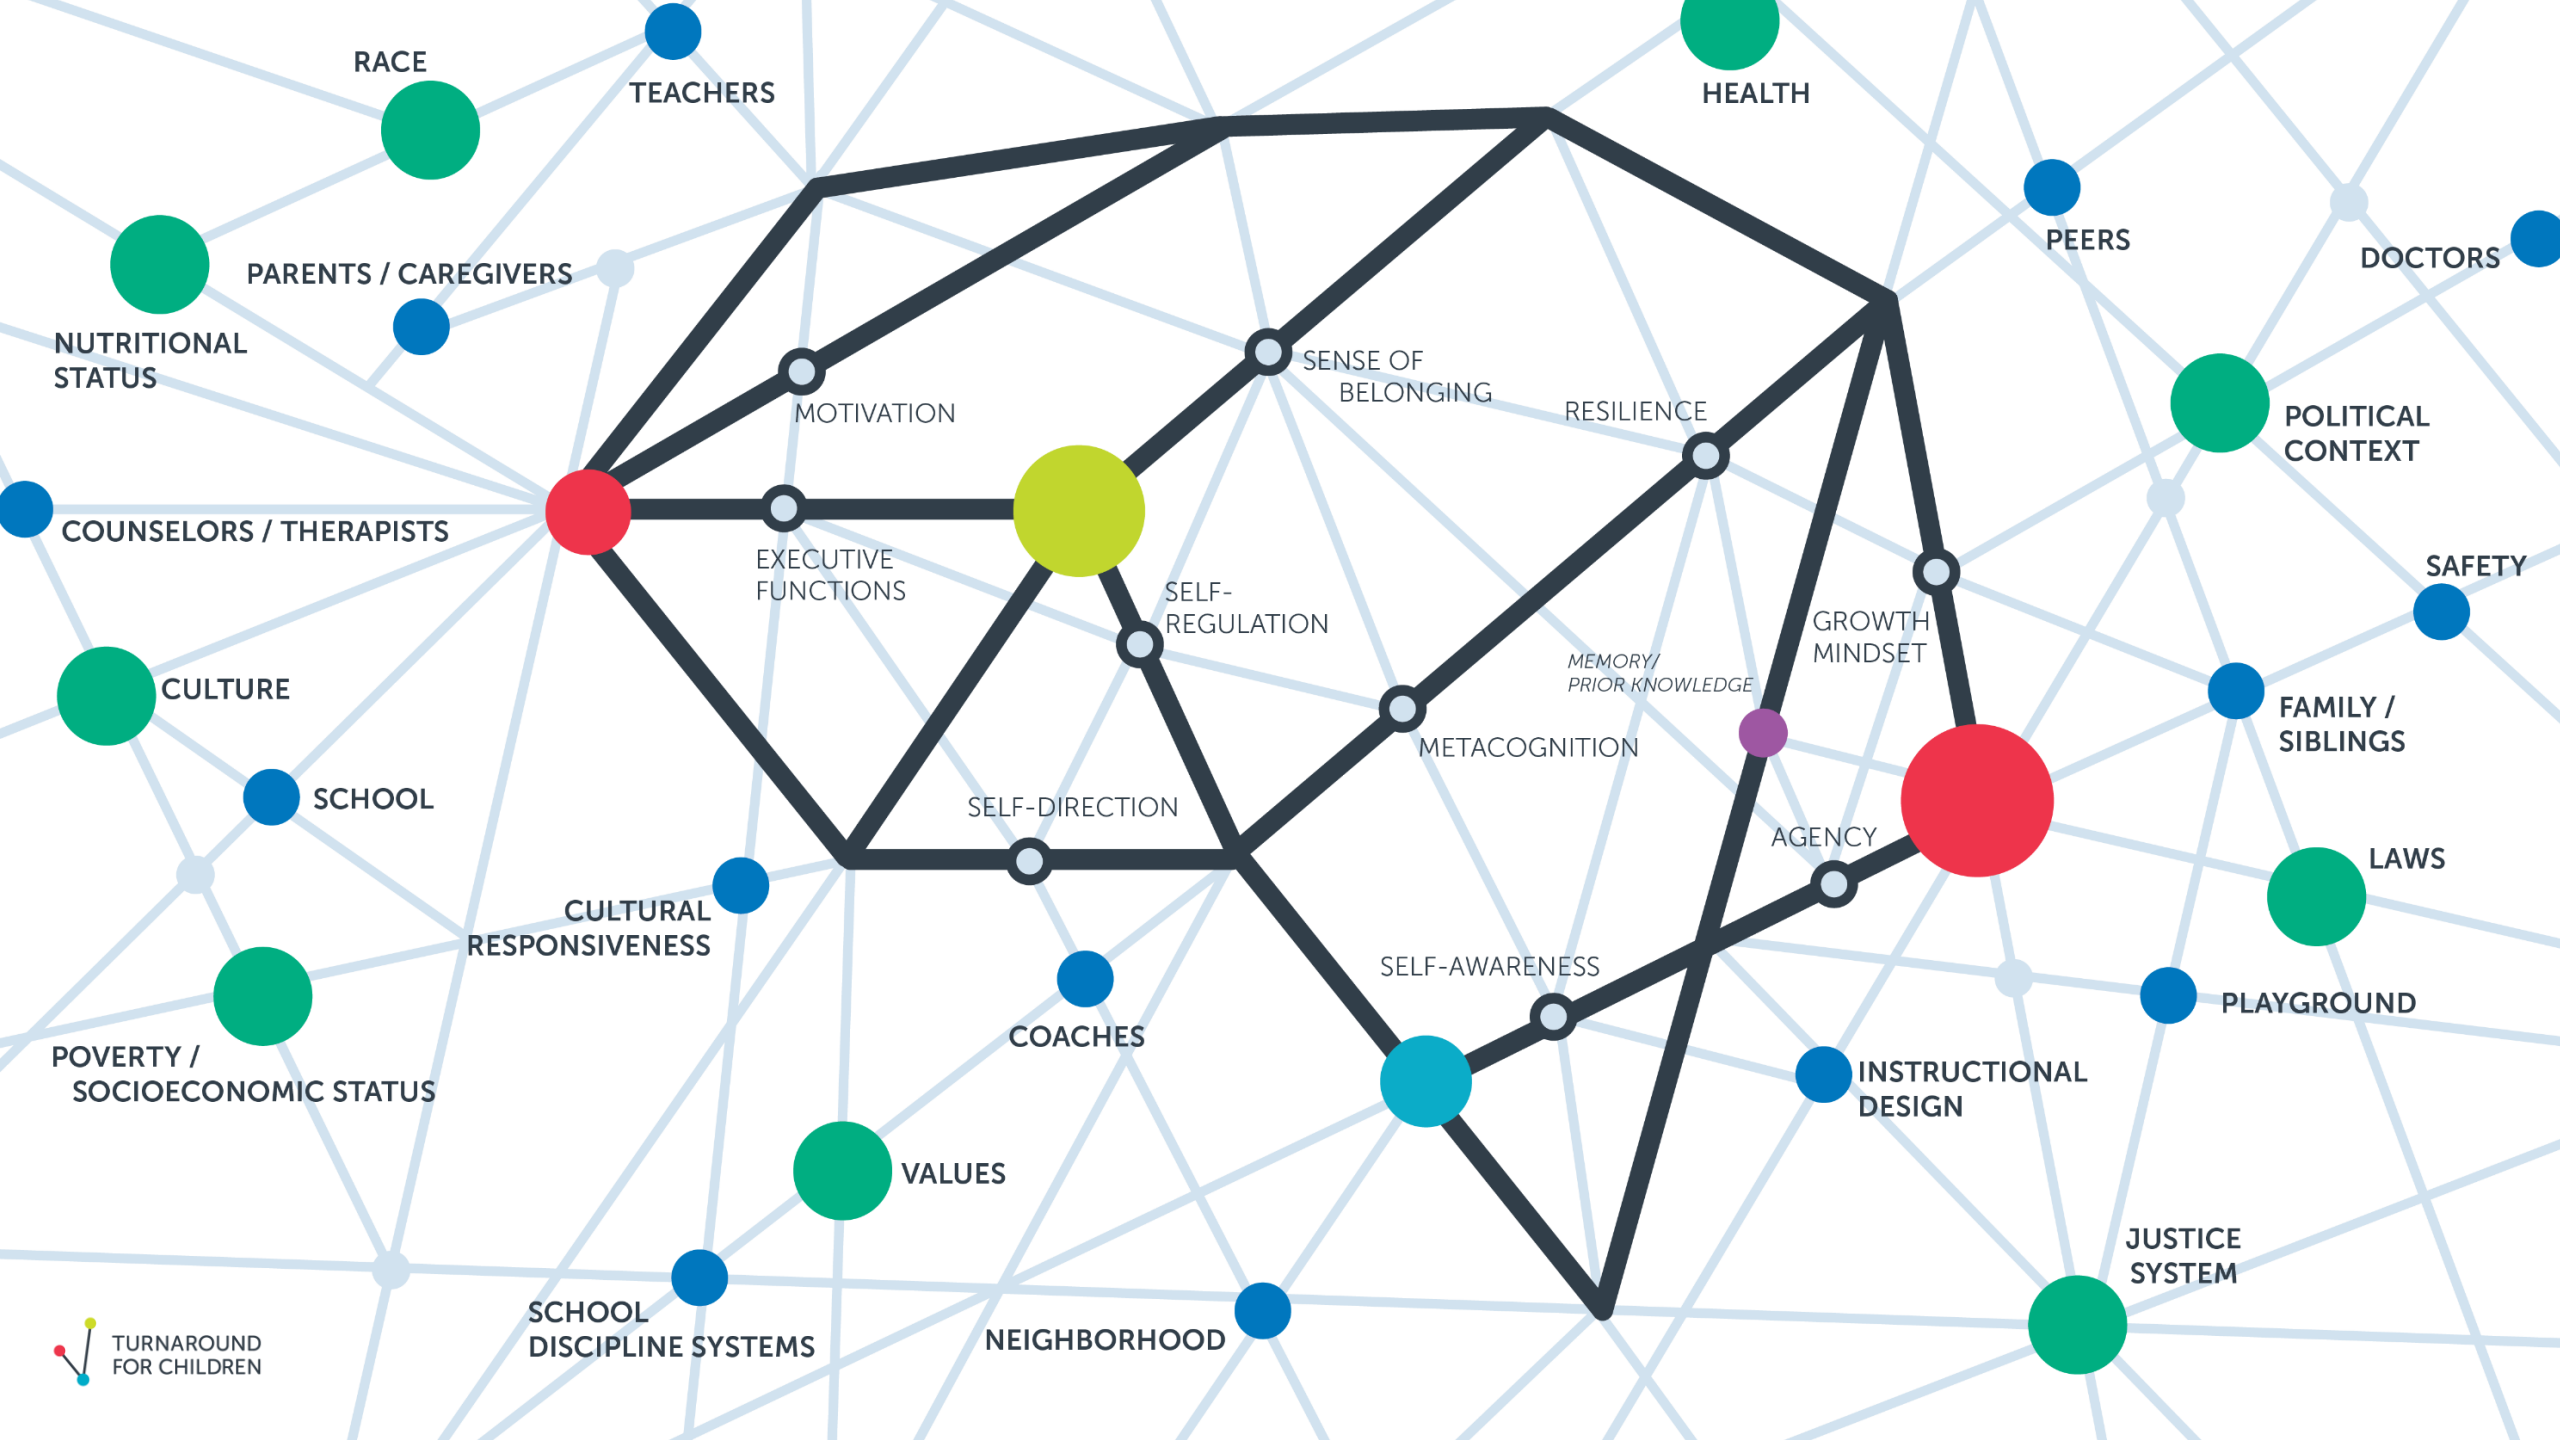 RACE
TEACHERS
HEALTH
PEERS
DOCTORS
PARENTS / CAREGIVERS
NUTRITIONAL
STATUS
SENSE OF
BELONGING
MOTIVATION
RESILIENCE
POLITICAL
CONTEXT
COUNSELORS / THERAPISTS
EXECUTIVE
FUNCTIONS
SELF-
REGULATION
SAFETY
GROWTH
MINDSET
MEMORY/
PRIOR KNOWLEDGE
CULTURE
FAMILY /
SIBLINGS
METACOGNITION
SCHOOL
SELF-DIRECTION
AGENCY
LAWS
CULTURAL
RESPONSIVENESS
SELF-AWARENESS
PLAYGROUND
COACHES
POVERTY /
SOCIOECONOMIC STATUS
INSTRUCTIONAL
DESIGN
VALUES
JUSTICE
SYSTEM
SCHOOL
DISCIPLINE SYSTEMS
NEIGHBORHOOD
TURNAROUND
FOR CHILDREN